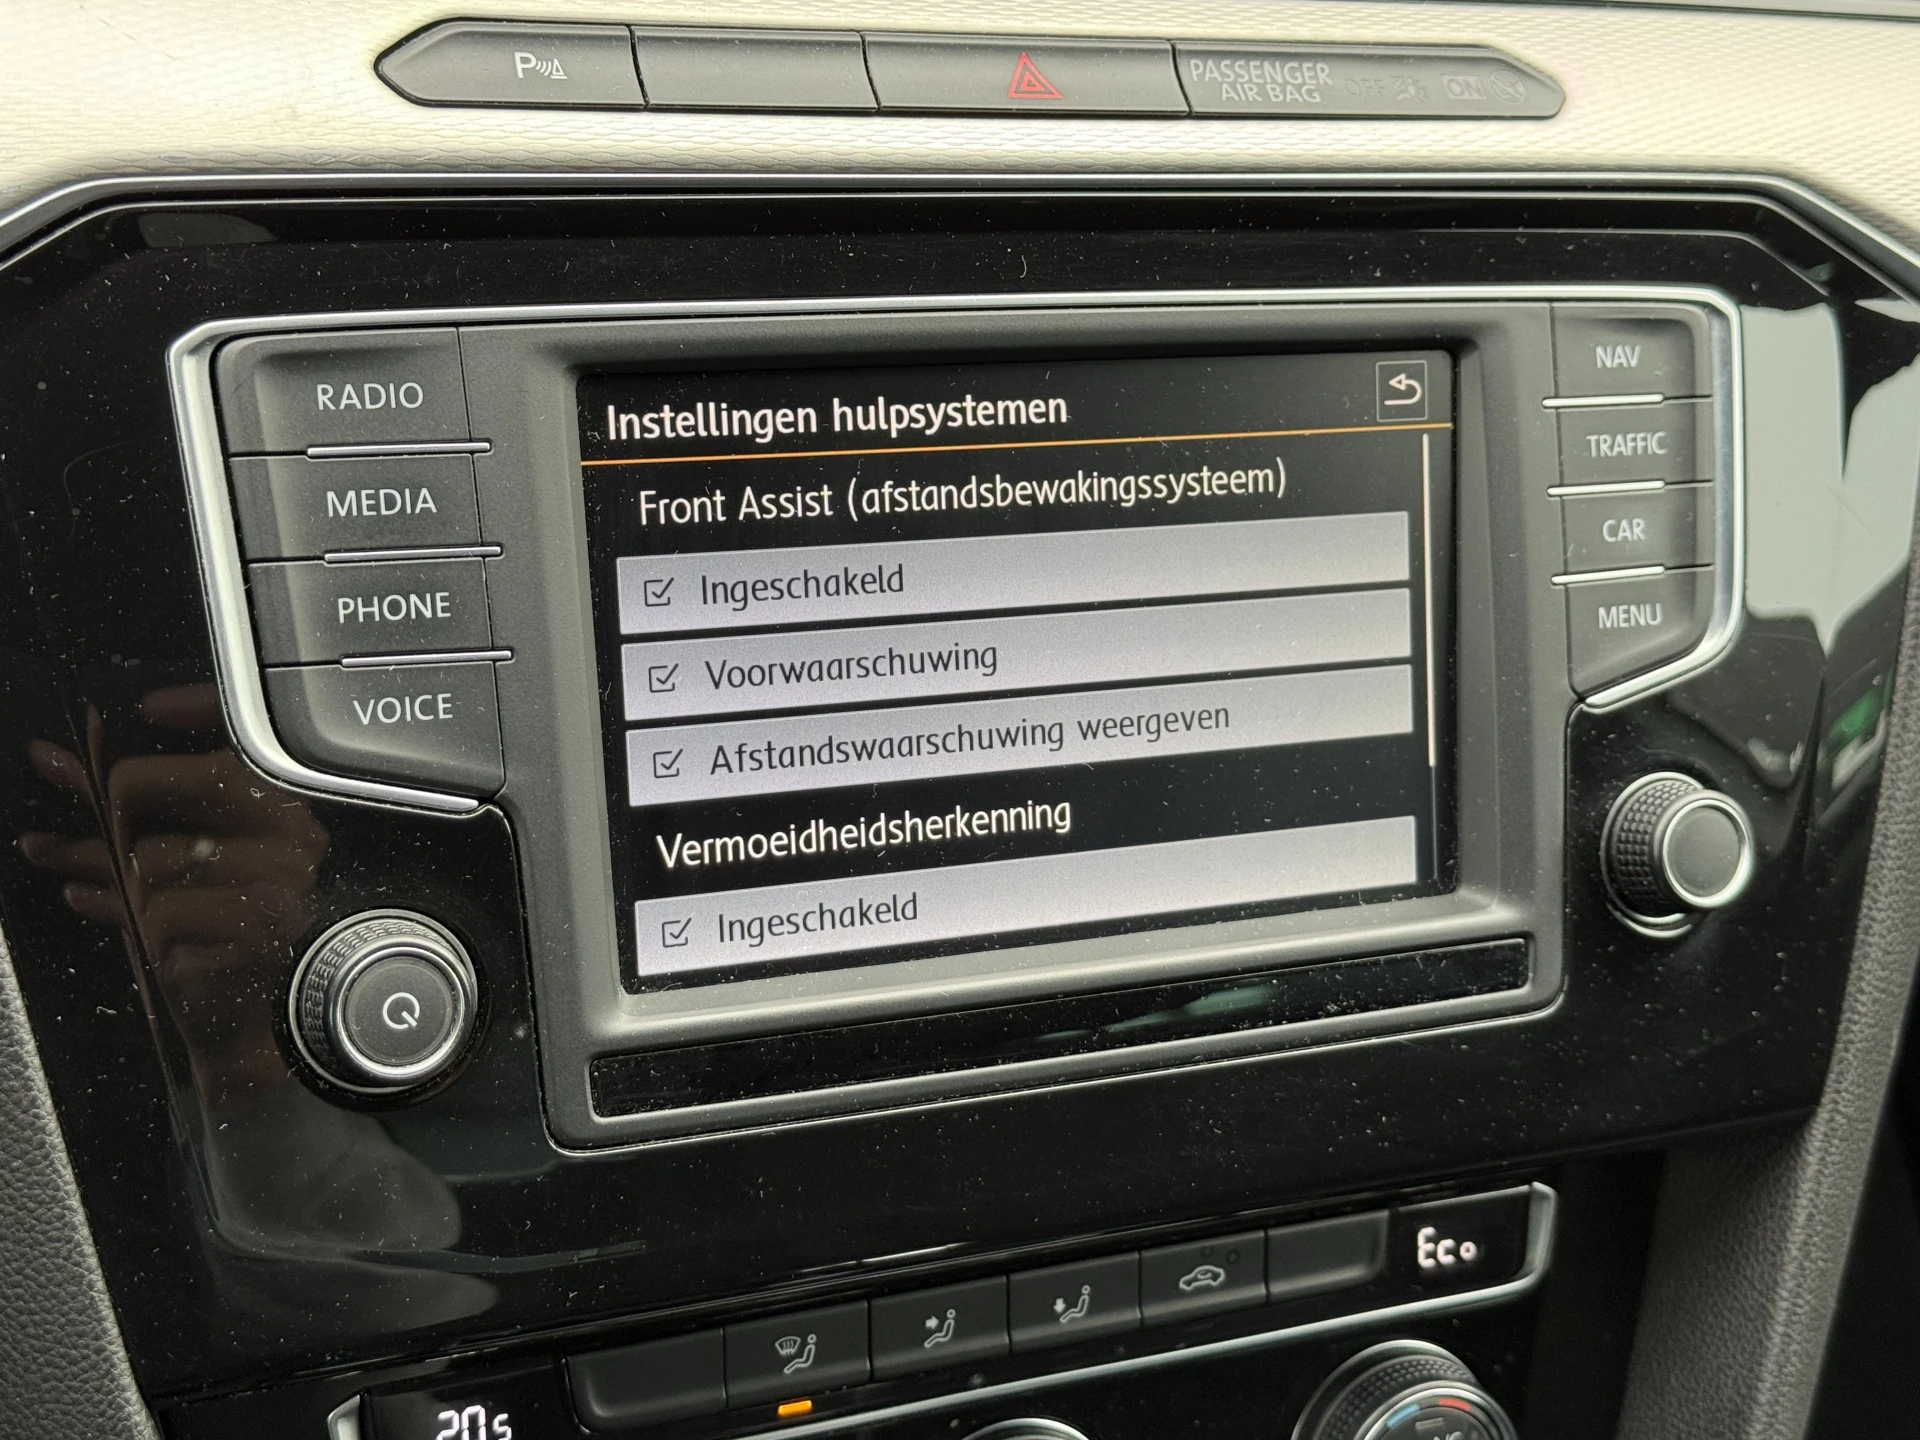 P
PASSENGER
AIR BAG
OFF
ON
RADIO
MEDIA
PHONE
VOICE
Instellingen hulpsystemen
Front Assist (afstandsbewakingssysteem)
Ingeschakeld
Voorwaarschuwing
Afstandswaarschuwing weergeven
Vermoeidheidsherkenning
Ingeschakeld
NAV
TRAFFIC
CAR
MENU
Eco
20.5